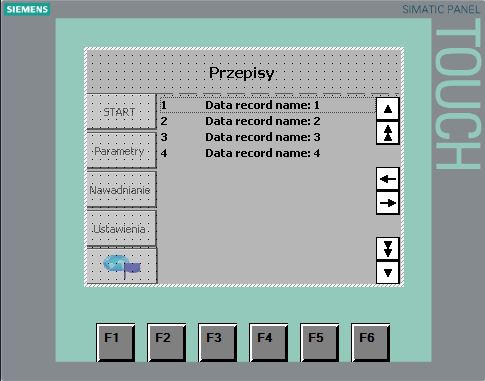 SIEMENS
SIMATIC PANEL
TOUCH
Przepisy
START
Parametry
Nawadnianie
Ustawienia
1 Data record name: 1
2 Data record name: 2
3 Data record name: 3
4 Data record name: 4
F1 F2 F3 F4 F5 F6